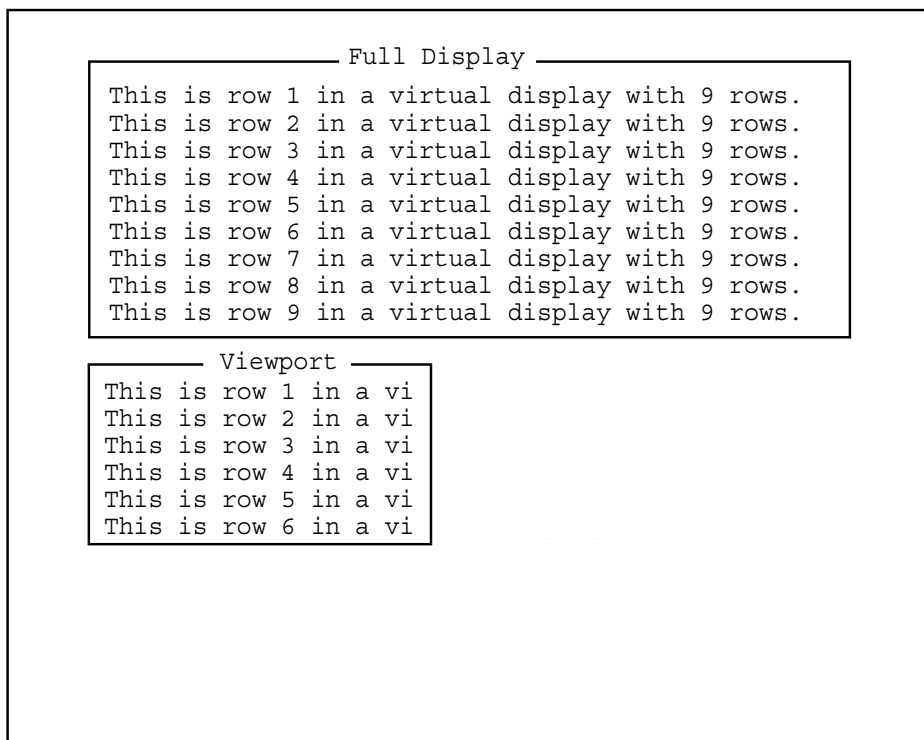 Full Display
This is row 1 in a virtual display with 9 rows.
This is row 2 in a virtual display with 9 rows.
This is row 3 in a virtual display with 9 rows.
This is row 4 in a virtual display with 9 rows.
This is row 5 in a virtual display with 9 rows.
This is row 6 in a virtual display with 9 rows.
This is row 7 in a virtual display with 9 rows.
This is row 8 in a virtual display with 9 rows.
This is row 9 in a virtual display with 9 rows.
Viewport
This is row 1 in a vi
This is row 2 in a vi
This is row 3 in a vi
This is row 4 in a vi
This is row 5 in a vi
This is row 6 in a vi